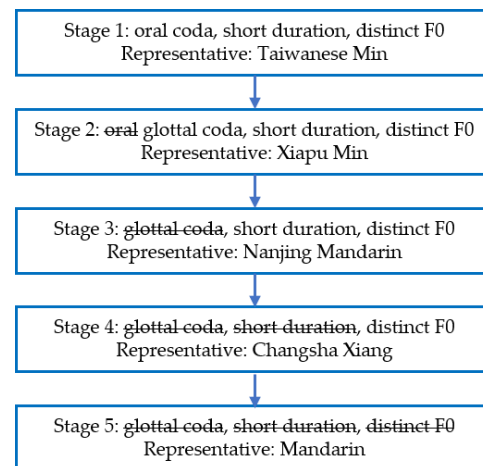 Stage 1: oral coda, short duration, distinct F0
Representative: Taiwanese Min
Stage 2: oral glottal coda, short duration, distinct F0
Representative: Xiapu Min
Stage 3: glottal coda, short duration, distinct F0
Representative: Nanjing Mandarin
Stage 4: glottal coda, short duration, distinct F0
Representative: Changsha Xiang
Stage 5: glottal coda, short duration, distinct F0
Representative: Mandarin